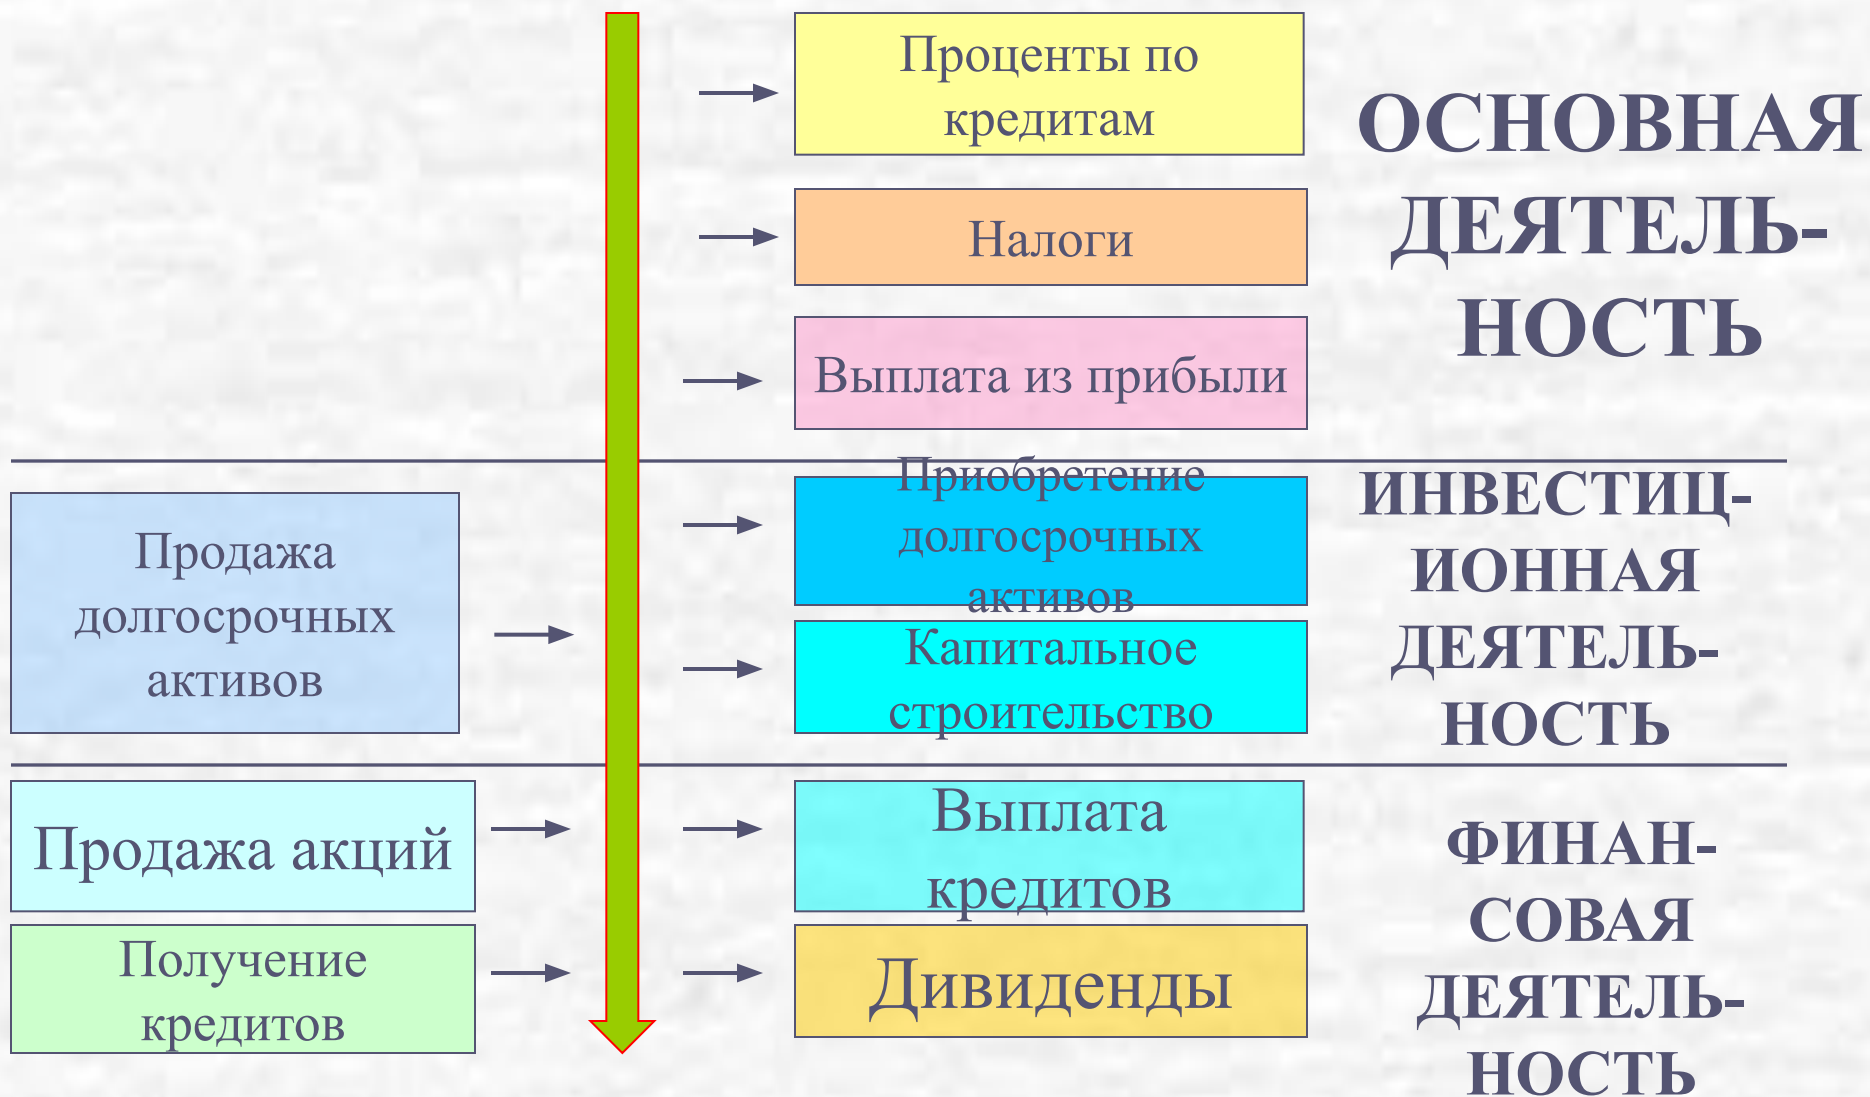 Проценты по
кредитам
Налоги
Выплата из прибыли
ОСНОВНАЯ
ДЕЯТЕЛЬ-
НОСТЬ
Продажа
долгосрочных
активов
Приобретение
долгосрочных
активов
Капитальное
строительство
ИНВЕСТИЦ-
ИОННАЯ
ДЕЯТЕЛЬ-
НОСТЬ
Продажа акций
Получение
кредитов
Выплата
кредитов
Дивиденды
ФИНАН-
СОВАЯ
ДЕЯТЕЛЬ-
НОСТЬ